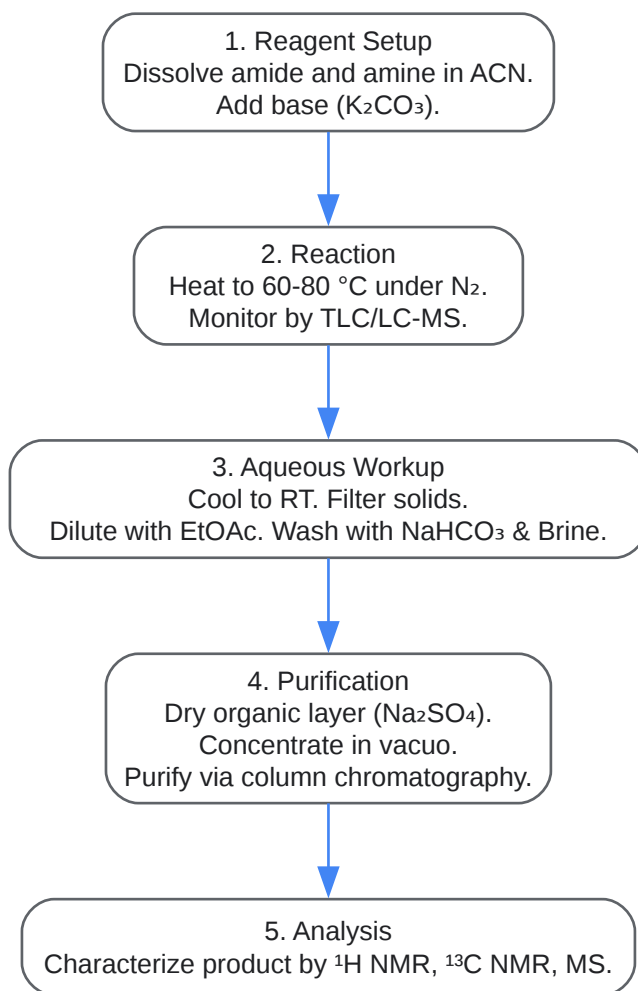 1. Reagent Setup
Dissolve amide and amine in ACN.
Add base (K₂CO₃).
2. Reaction
Heat to 60-80 °C under N₂.
Monitor by TLC/LC-MS.
3. Aqueous Workup
Cool to RT. Filter solids.
Dilute with EtOAc. Wash with NaHCO₃ & Brine.
4. Purification
Dry organic layer (Na₂SO₄).
Concentrate in vacuo.
Purify via column chromatography.
5. Analysis
Characterize product by ¹H NMR, ¹³C NMR, MS.